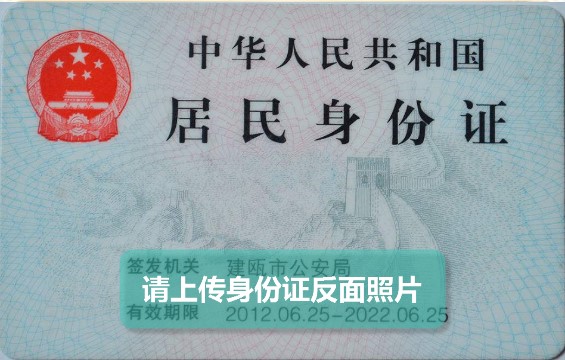 中华人民共和国
居民身份证
签发机关 建瓯市公安局
请上传身份证反面照片
有效期限 2012.06.25-2022.06.25